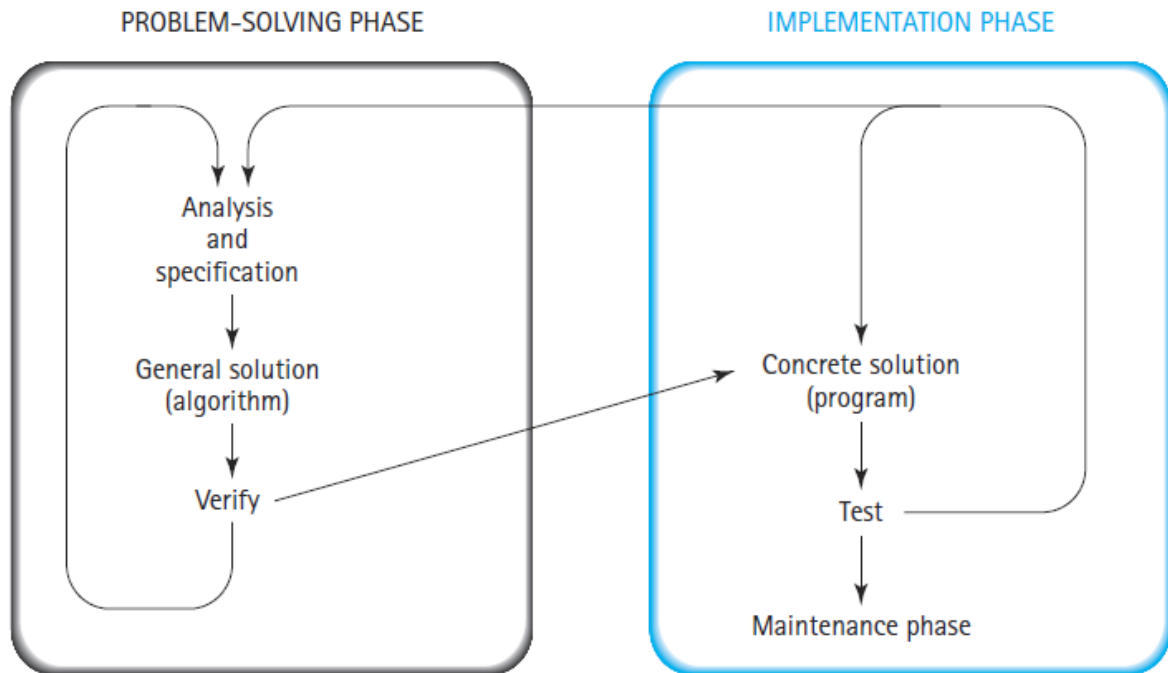 PROBLEM-SOLVING PHASE
IMPLEMENTATION PHASE
Analysis
and
specification
General solution
(algorithm)
Verify
Concrete solution
(program)
Test
Maintenance phase